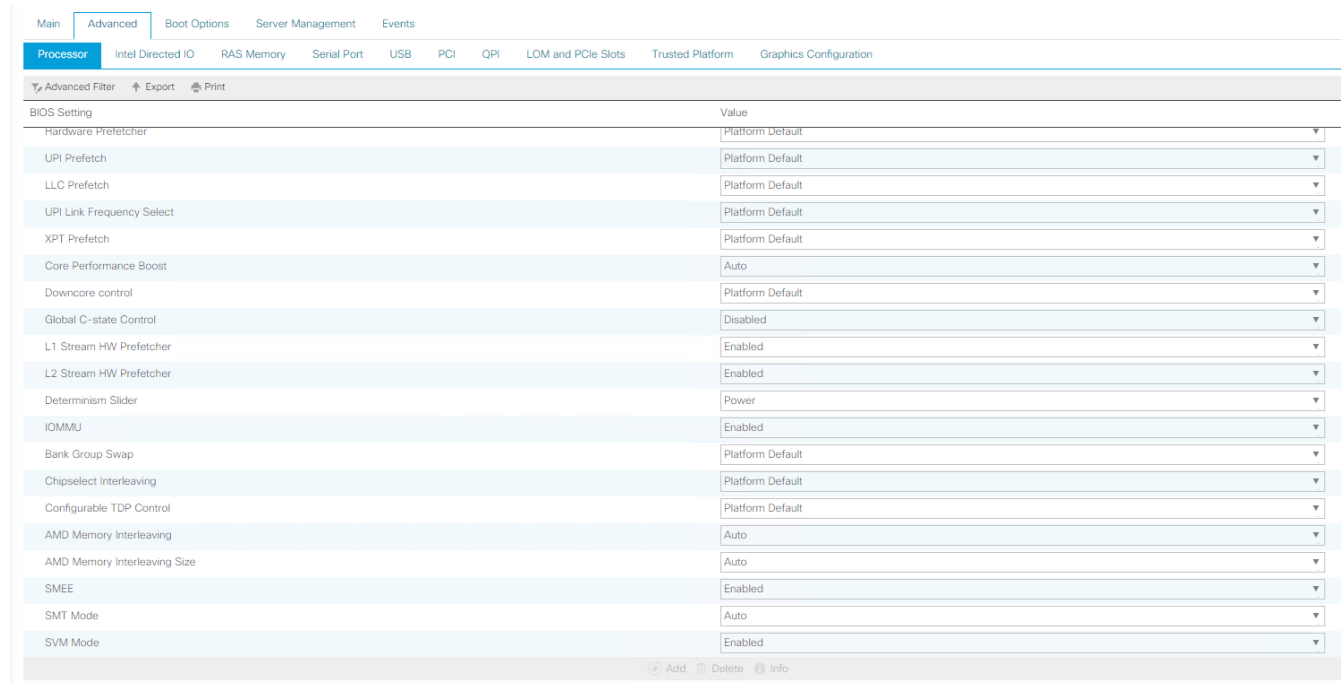 Main Advanced Boot Options Server Management Events
Processor Intel Directed IO RAS Memory Serial Port USB PCI QPI LOM and PCIe Slots Trusted Platform Graphics Configuration
Advanced Filter Export Print
BIOS Setting Value
Hardware Prefetcher Platform Default
UPI Prefetch Platform Default
LLC Prefetch Platform Default
UPI Link Frequency Select Platform Default
XPT Prefetch Platform Default
Core Performance Boost Auto
Downcore control Platform Default
Global C-state Control Disabled
L1 Stream HW Prefetcher Enabled
L2 Stream HW Prefetcher Enabled
Determinism Slider Power
IOMMU Enabled
Bank Group Swap Platform Default
Chipselect Interleaving Platform Default
Configurable TDP Control Platform Default
AMD Memory Interleaving Auto
AMD Memory Interleaving Size Auto
SMEE Enabled
SMT Mode Auto
SVM Mode Enabled
Add Delete Info